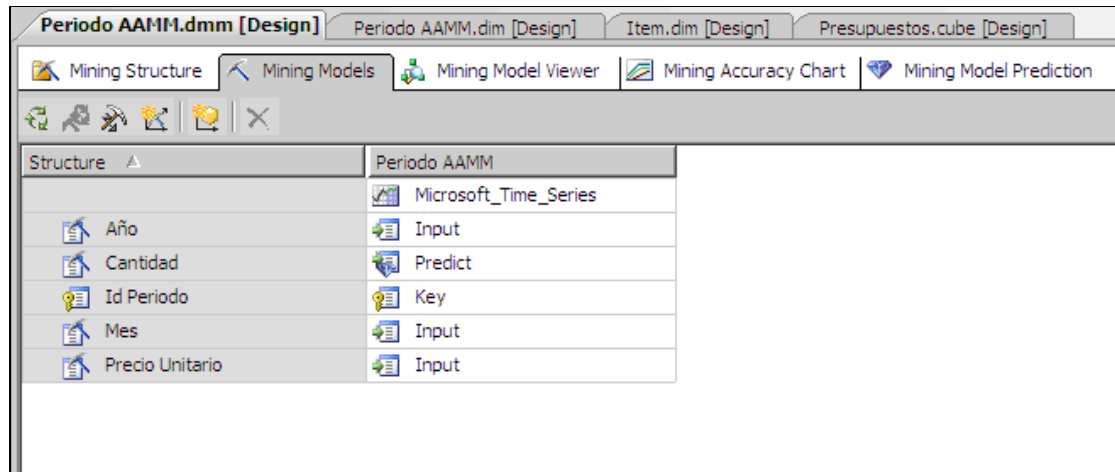 Periodo AAMM.dmm [Design] Periodo AAMM.dim [Design] Item.dim [Design] Presupuestos.cube [Design]
Mining Structure Mining Models Mining Model Viewer Mining Accuracy Chart Mining Model Prediction
Structure Periodo AAMM
Microsoft_Time_Series
Año Input
Cantidad Predict
Id Periodo Key
Mes Input
Precio Unitario Input